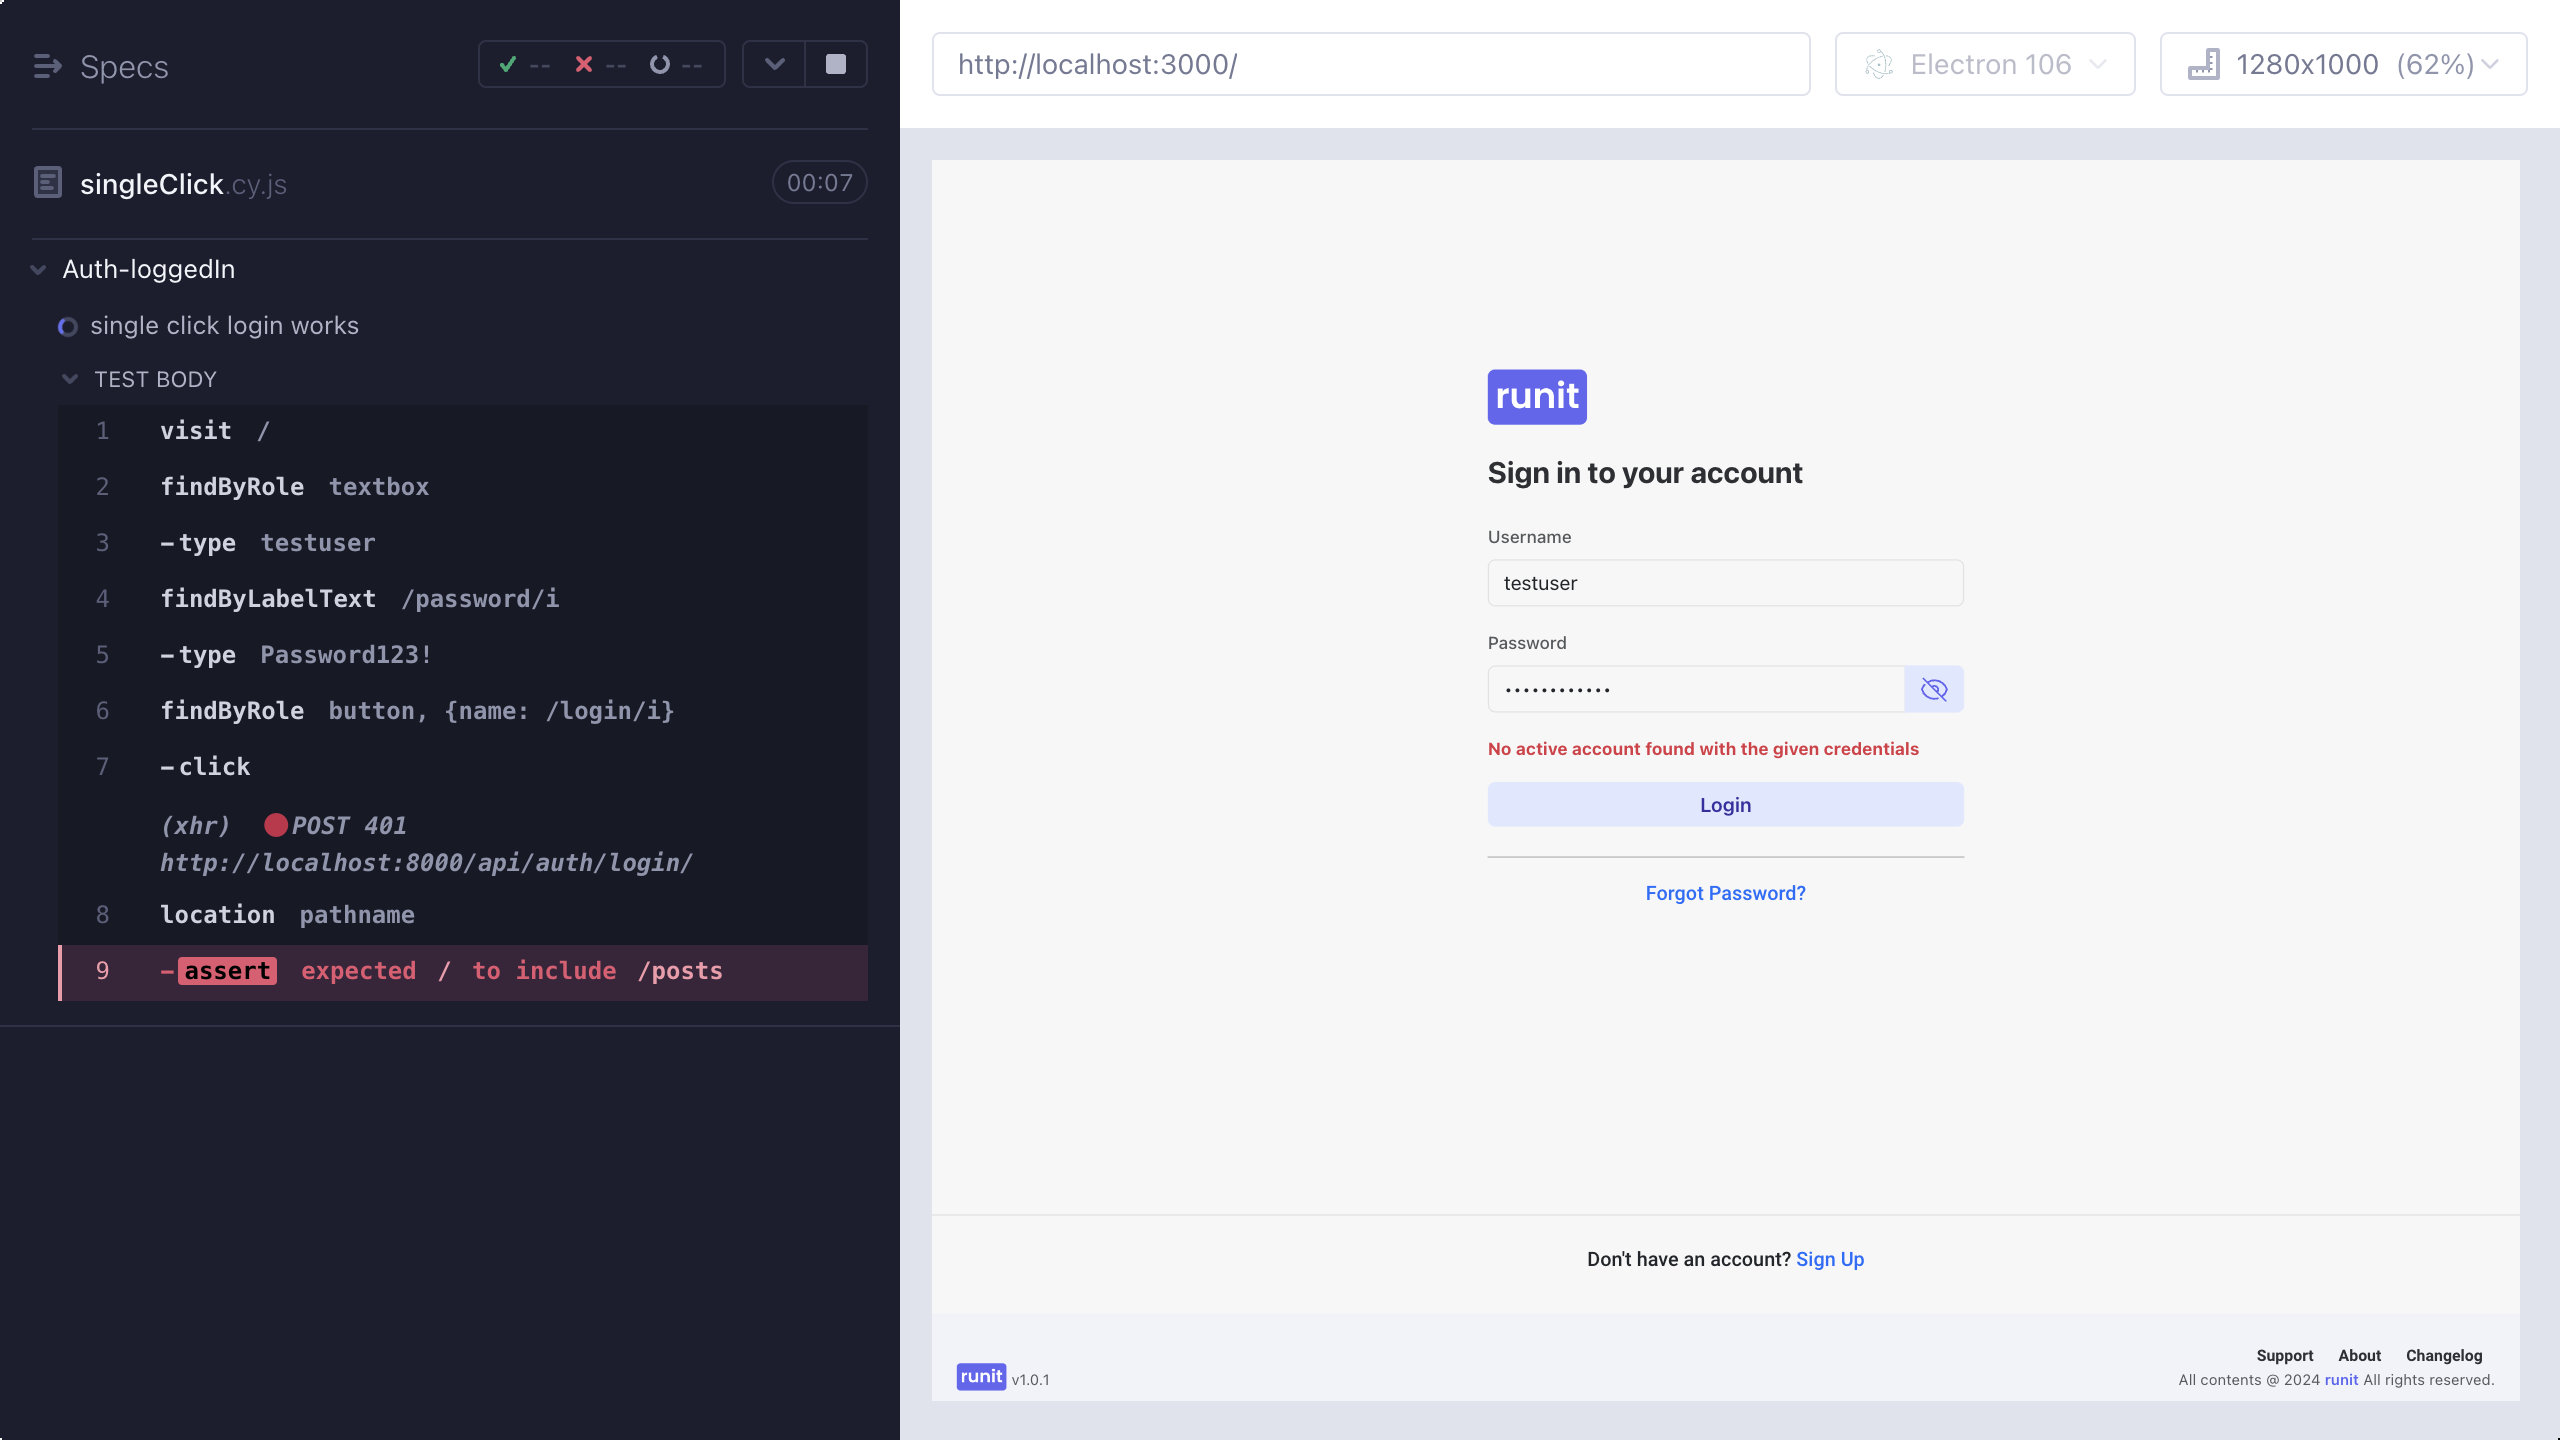 Specs
-- -- --
singleClick.cy.js
00:07
Auth-loggedIn
single click login works
TEST BODY
1 visit /
2 findByRole textbox
3 -type testuser
4 findByLabelText /password/i
5 -type Password123!
6 findByRole button, {name: /login/i}
7 -click
(xhr) POST 401
http://localhost:8000/api/auth/login/
8 location pathname
9 -assert expected / to include /posts
http://localhost:3000/
Electron 106
1280x1000 (62%)
runit
Sign in to your account
Username
testuser
Password
••••••••••••
No active account found with the given credentials
Login
Forgot Password?
Don't have an account? Sign Up
runit v1.0.1
Support About Changelog
All contents @ 2024 runit All rights reserved.